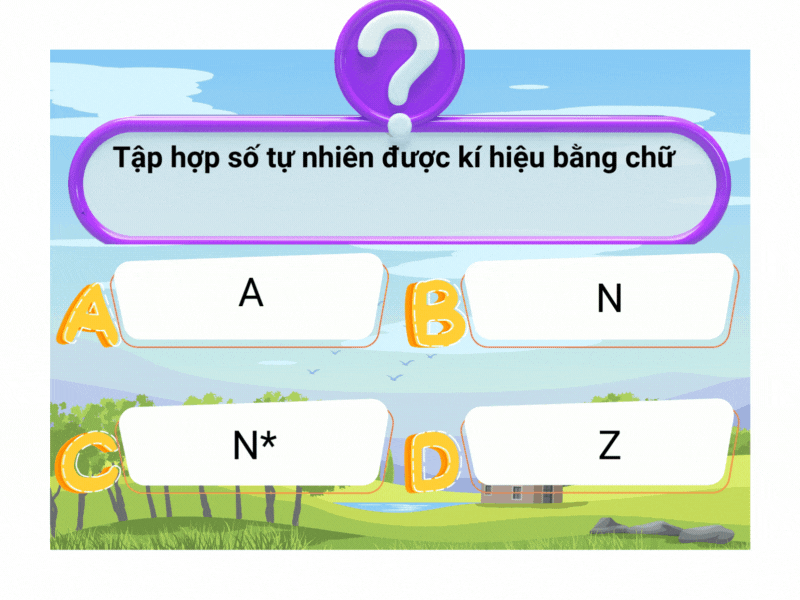 ?
Tập hợp số tự nhiên được kí hiệu bằng chữ
A
A
B
N
C
N*
D
Z